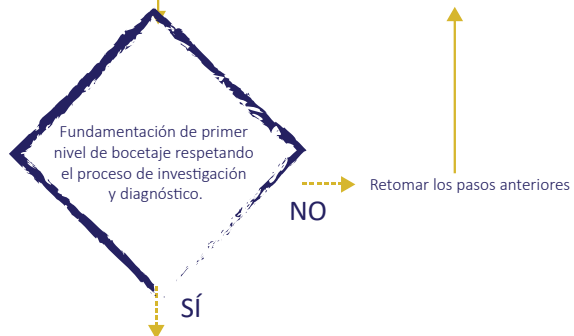 Fundamentación de primer
nivel de bocetaje respetando
el proceso de investigación
y diagnóstico.
Retomar los pasos anteriores
NO
SÍ